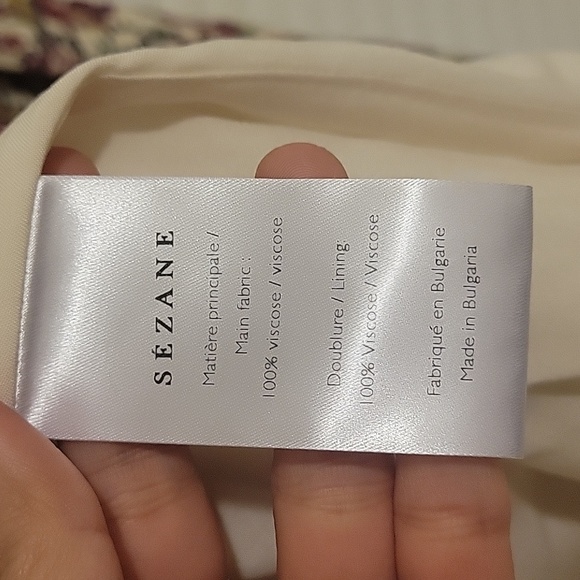 SÉZANE
Matière principale /
Main fabric :
100% viscose / viscose
Doublure / Lining:
100% Viscose / Viscose
Fabriqué en Bulgarie
Made in Bulgaria